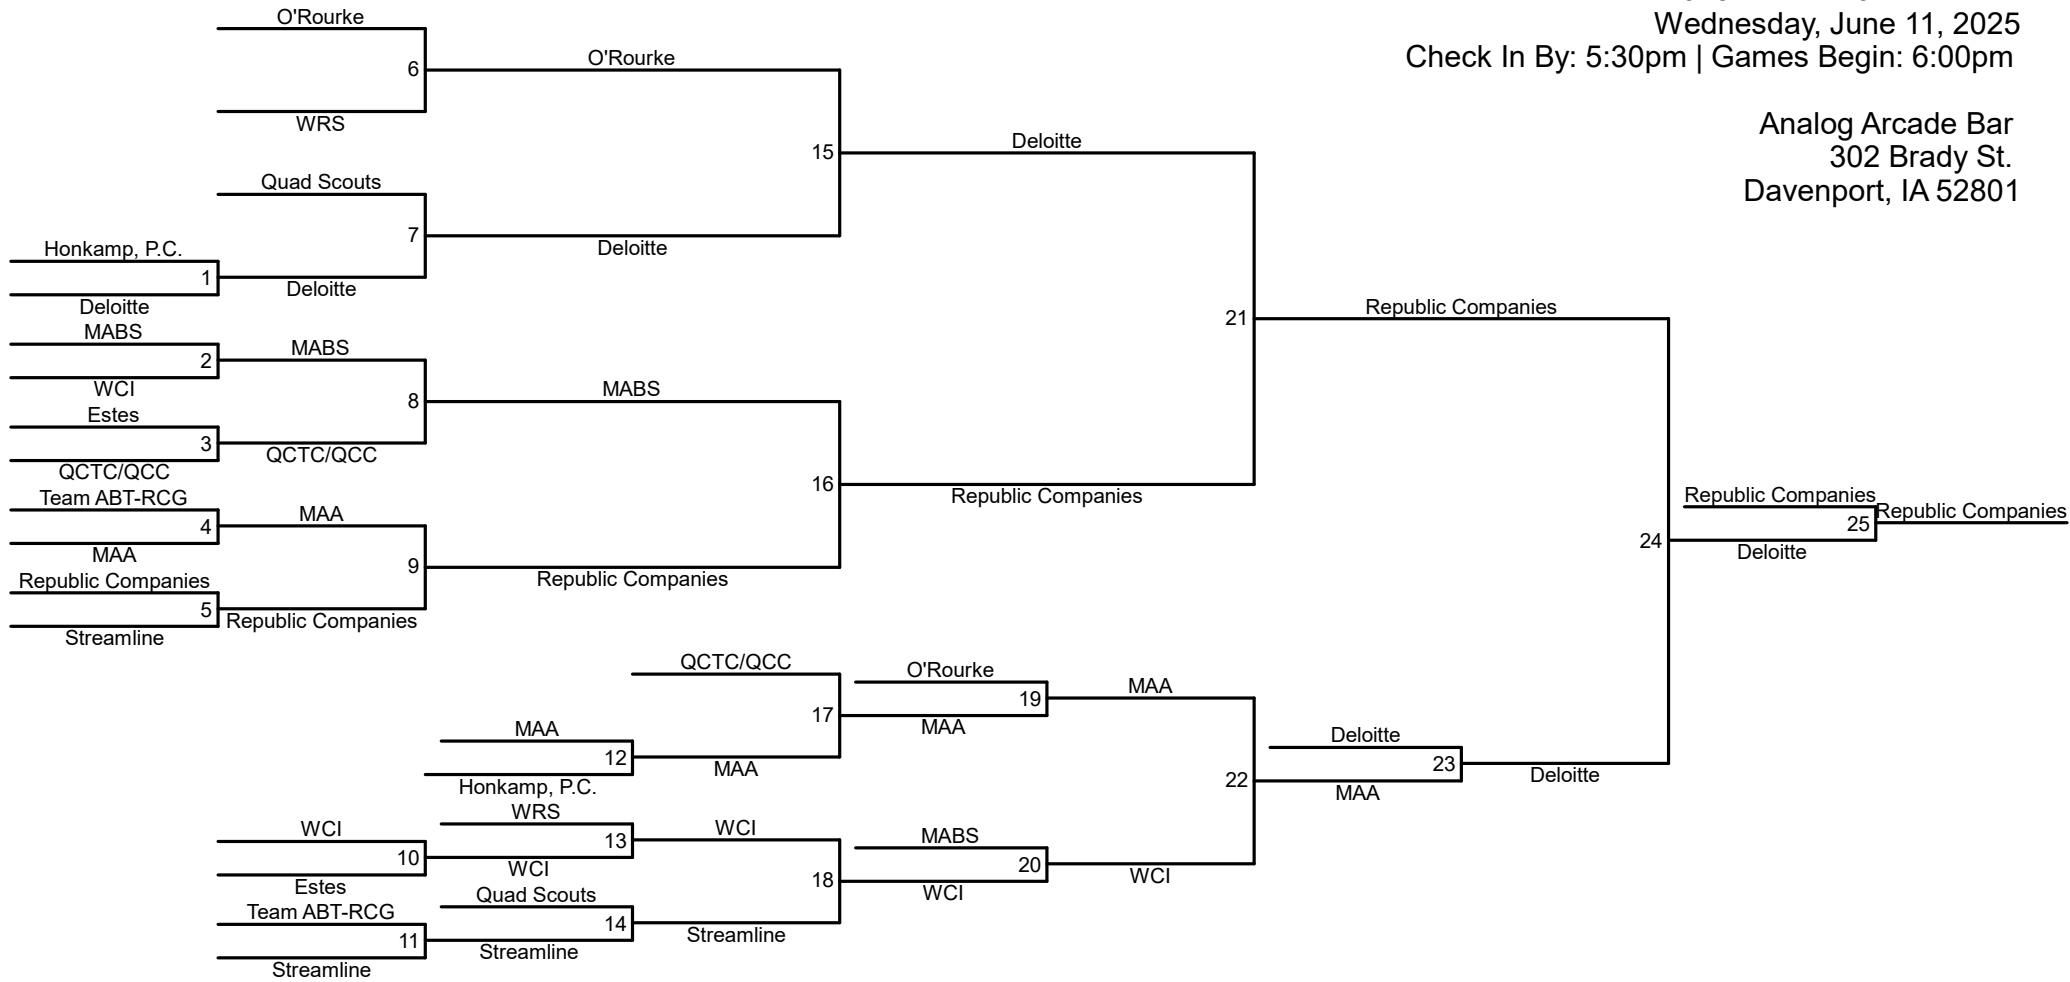 Wednesday, June 11, 2025
Check In By: 5:30pm | Games Begin: 6:00pm
Analog Arcade Bar
302 Brady St.
Davenport, IA 52801
O'Rourke
6
WRS
O'Rourke
15
Quad Scouts
7
Deloitte
Honkamp, P.C.
1
Deloitte
Deloitte
MABS
2
WCI
MABS
8
Estes
3
QCTC/QCC
QCTC/QCC
MABS
16
Team ABT-RCG
4
MAA
MAA
9
Republic Companies
5
Streamline
Republic Companies
Republic Companies
Deloitte
21
Republic Companies
Republic Companies
24
Republic Companies
25
Deloitte
Republic Companies
QCTC/QCC
17
MAA
12
Honkamp, P.C.
MAA
O'Rourke
19
MAA
MAA
22
WRS
13
WCI
WCI
10
Estes
WCI
18
Quad Scouts
14
Streamline
Team ABT-RCG
11
Streamline
Streamline
MABS
20
WCI
WCI
Deloitte
23
MAA
Deloitte